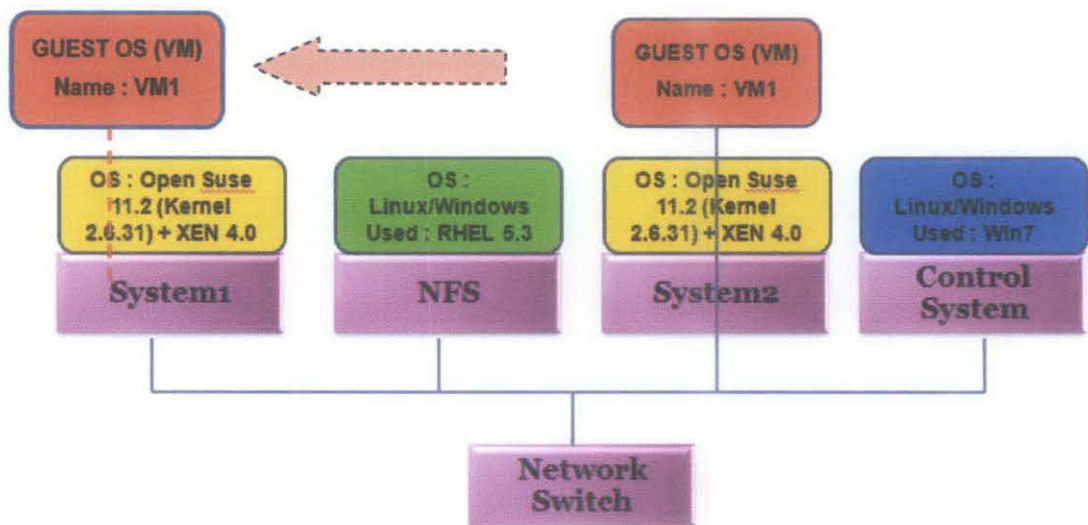 GUEST OS (VM)
Name : VM1
GUEST OS (VM)
Name : VM1
OS : Open Suse
11.2 (Kernel
2.6.31) + XEN 4.0
System1
OS :
Linux/Windows
Used : RHEL 5.3
NFS
OS : Open Suse
11.2 (Kernel
2.6.31) + XEN 4.0
System2
OS :
Linux/Windows
Used : Win7
Control
System
Network
Switch